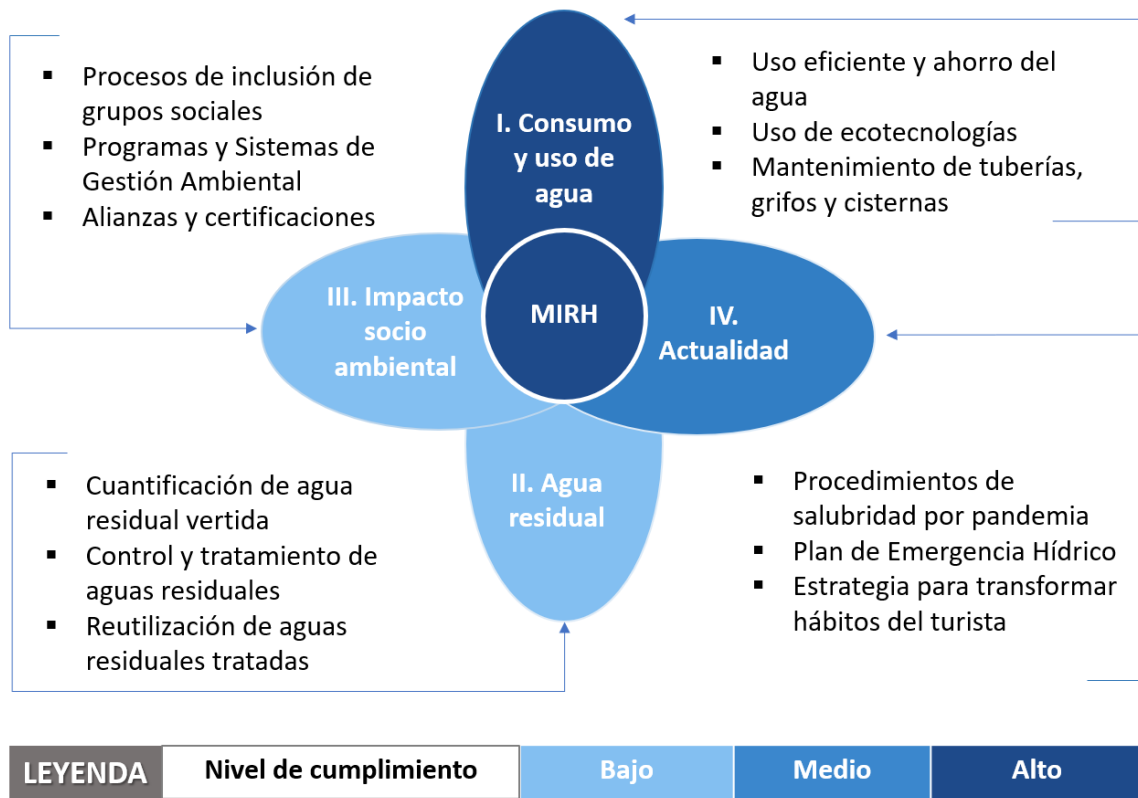 ▪ Procesos de inclusión de
grupos sociales
▪ Programas y Sistemas de
Gestión Ambiental
▪ Alianzas y certificaciones
I. Consumo
y uso de
agua
▪ Uso eficiente y ahorro del
agua
▪ Uso de ecotecnologías
▪ Mantenimiento de tuberías,
grifos y cisternas
III. Impacto
socio
ambiental
MIRH
IV.
Actualidad
▪ Cuantificación de agua
residual vertida
▪ Control y tratamiento de
aguas residuales
▪ Reutilización de aguas
residuales tratadas
II. Agua
residual
▪ Procedimientos de
salubridad por pandemia
▪ Plan de Emergencia Hídrico
▪ Estrategia para transformar
hábitos del turista
LEYENDA Nivel de cumplimiento Bajo Medio Alto